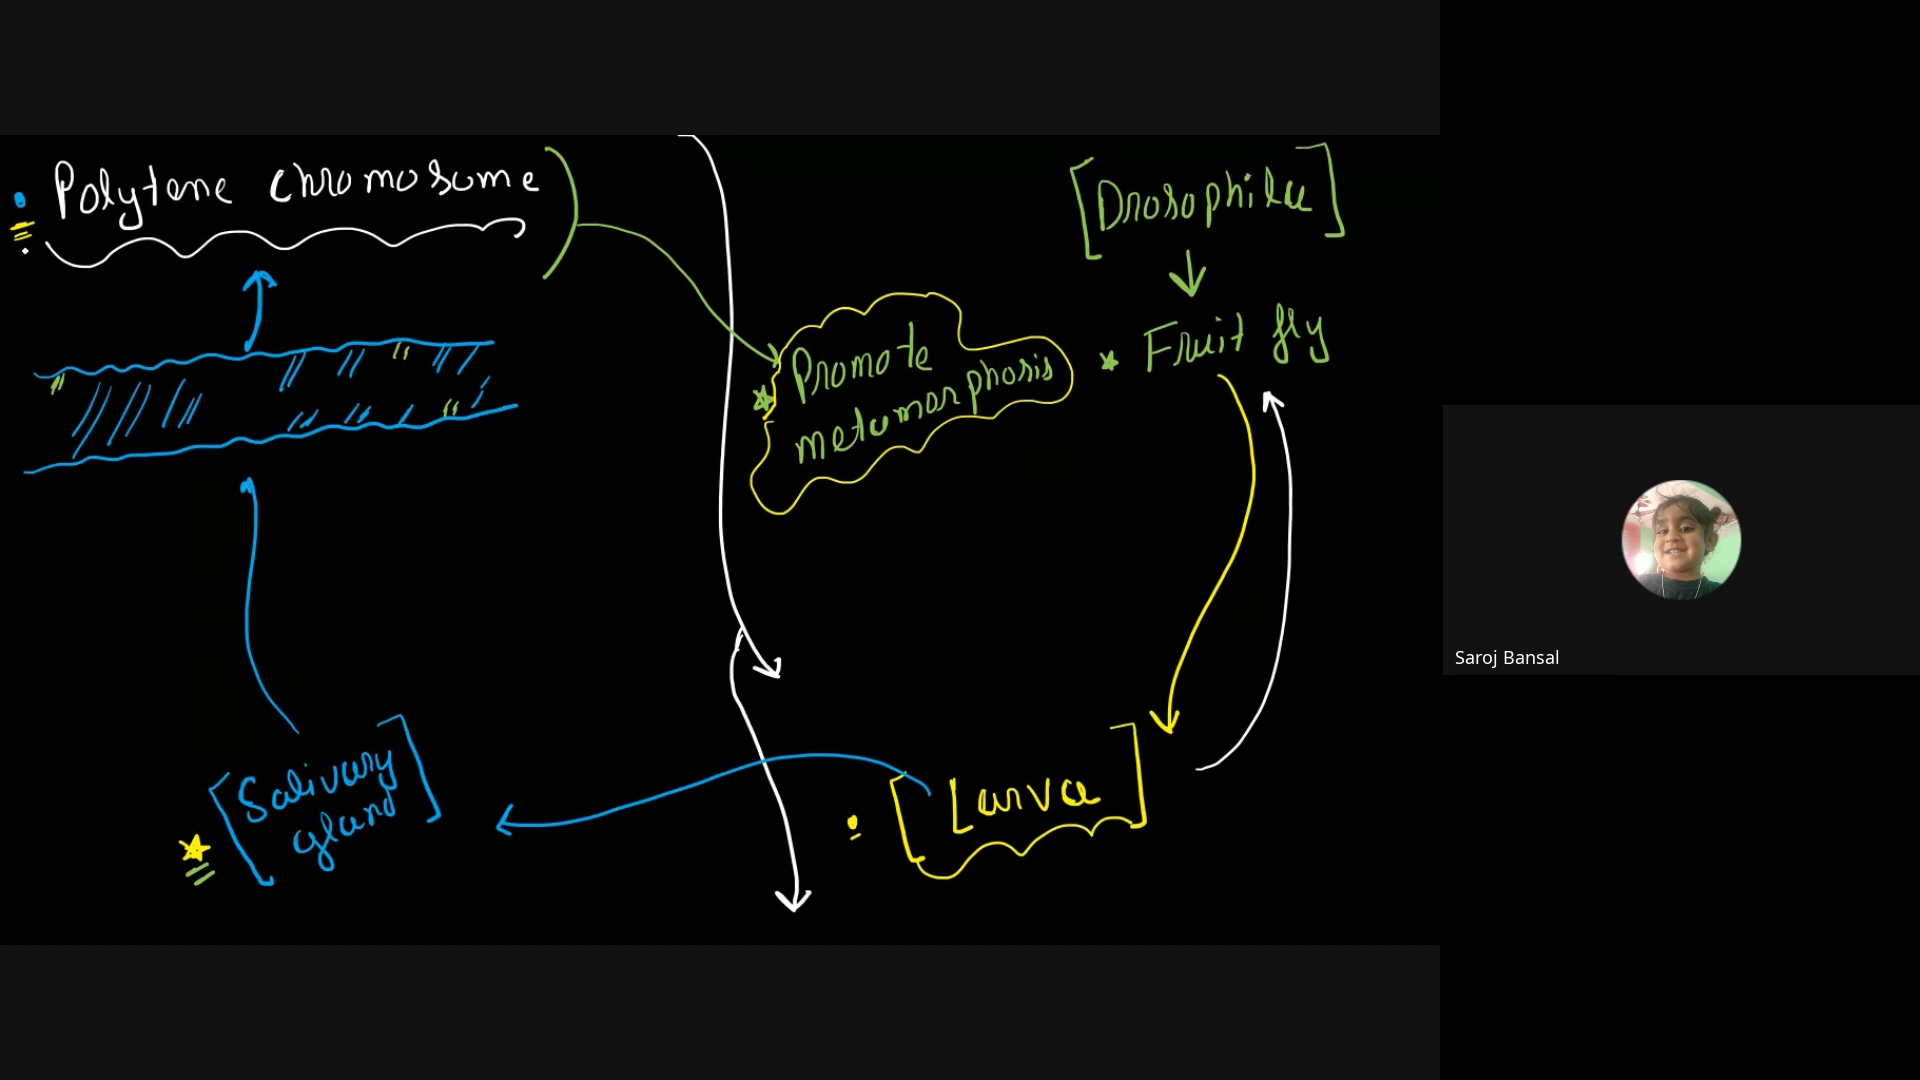 Polytene chromosome
[Drosophila]
Fruit fly
Promote
metamorphosis
[Larva]
[Salivary
gland]
Saroj Bansal